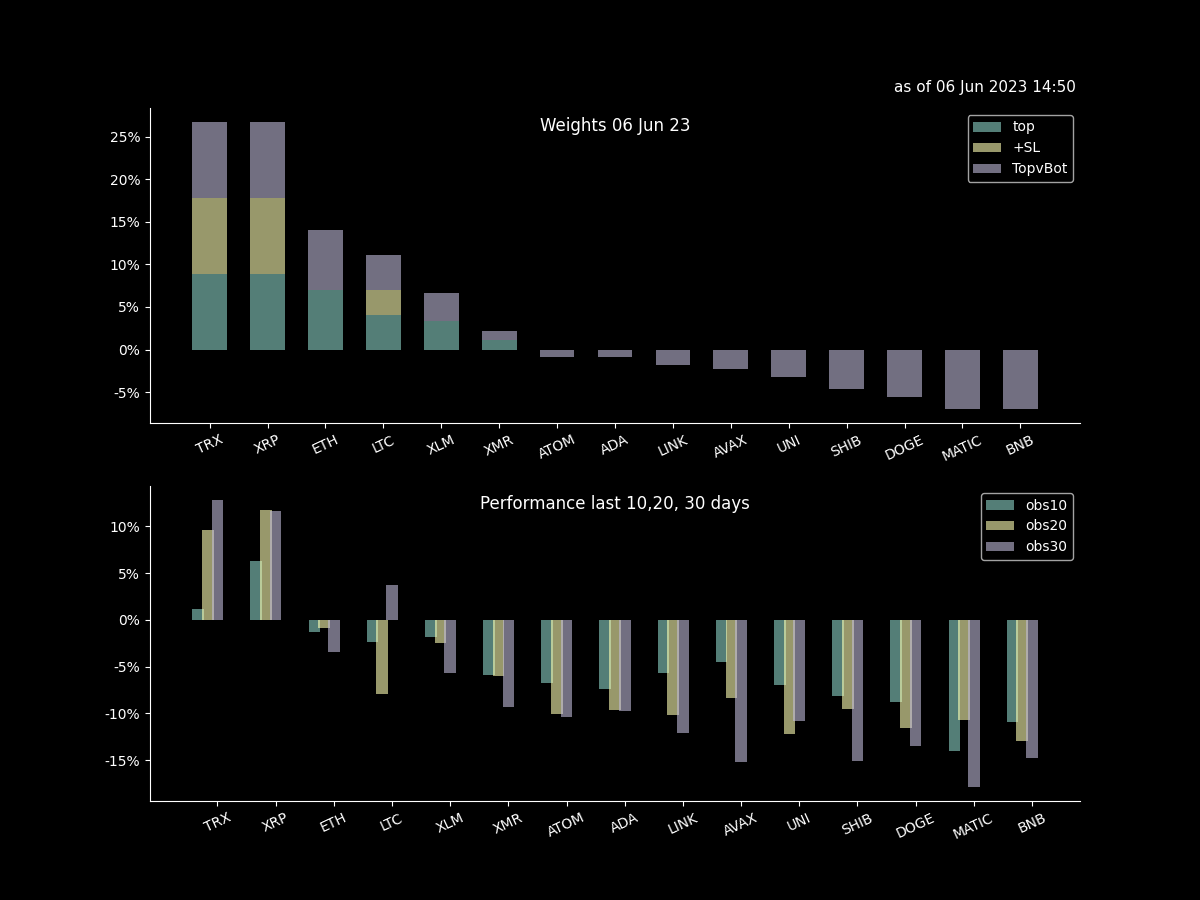 as of 06 Jun 2023 14:50
Weights 06 Jun 23
top
+SL
TopvBot
25%
20%
15%
10%
5%
0%
-5%
TRX XRP ETH LTC XLM XMR ATOM ADA LINK AVAX UNI SHIB DOGE MATIC BNB
Performance last 10,20, 30 days
obs10
obs20
obs30
10%
5%
0%
-5%
-10%
-15%
TRX XRP ETH LTC XLM XMR ATOM ADA LINK AVAX UNI SHIB DOGE MATIC BNB